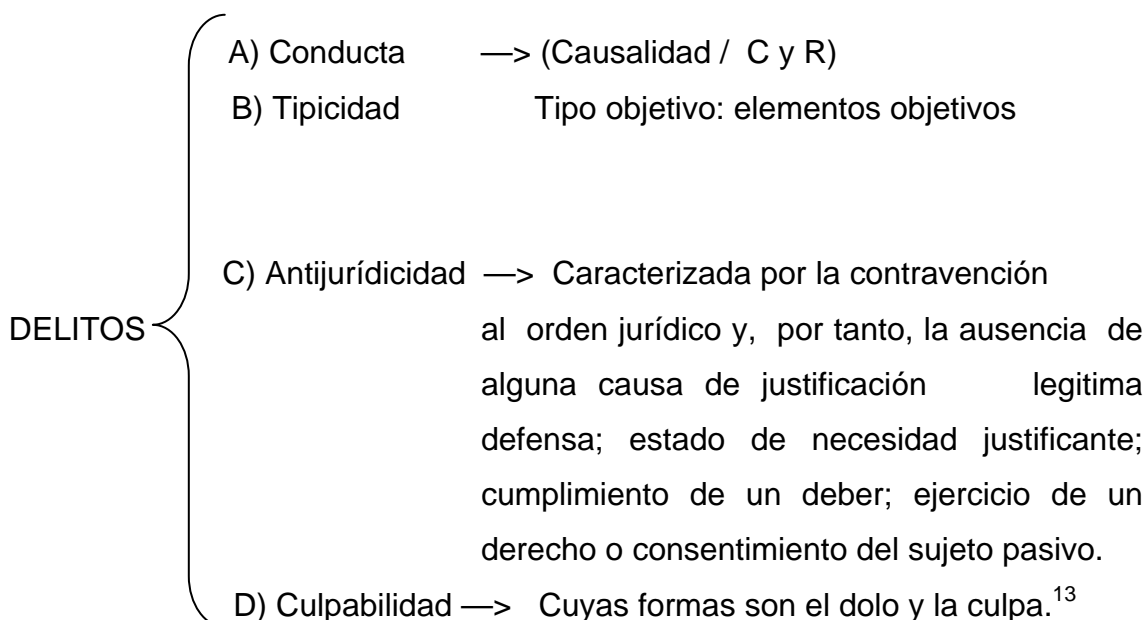 A) Conducta —> (Causalidad / C y R)
B) Tipicidad Tipo objetivo: elementos objetivos
C) Antijurídicidad —> Caracterizada por la contravención
DELITOS al orden jurídico y, por tanto, la ausencia de
alguna causa de justificación legitima
defensa; estado de necesidad justificante;
cumplimiento de un deber; ejercicio de un
derecho o consentimiento del sujeto pasivo.
D) Culpabilidad —> Cuyas formas son el dolo y la culpa.13